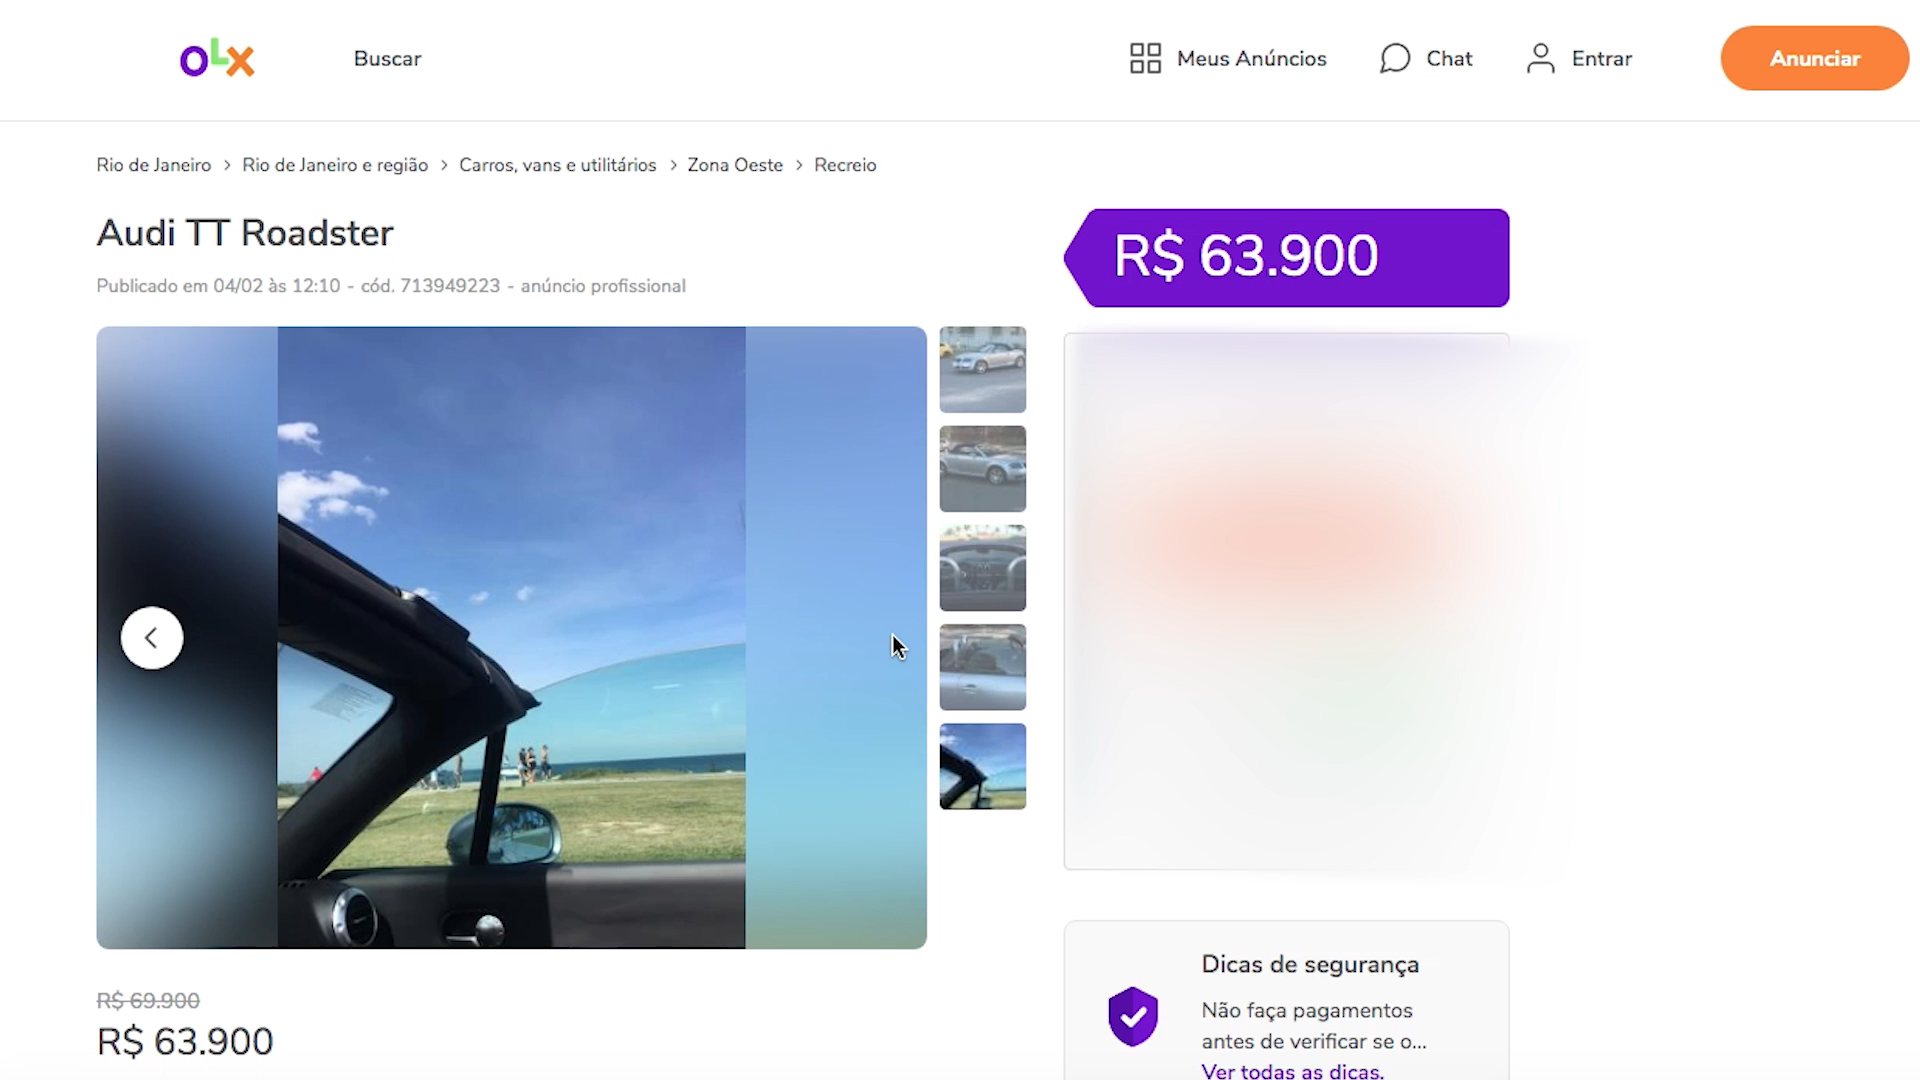 OLX
Buscar
Meus Anúncios
Chat
Entrar
Anunciar
Rio de Janeiro > Rio de Janeiro e região > Carros, vans e utilitários > Zona Oeste > Recreio
Audi TT Roadster
R$ 63.900
Publicado em 04/02 às 12:10 - cód. 713949223 - anúncio profissional
R$ 69.900
R$ 63.900
Dicas de segurança
Não faça pagamentos
antes de verificar se o...
Ver todas as dicas.